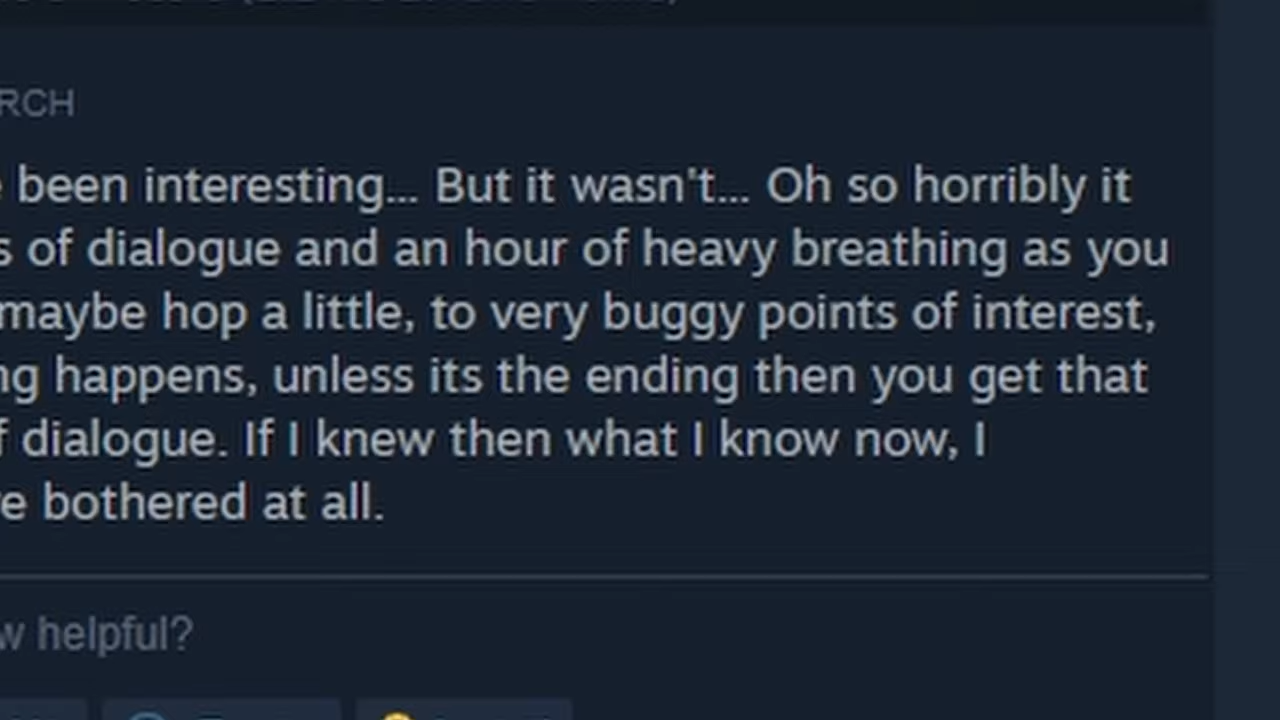 RCH
been interesting... But it wasn't... Oh so horribly it
of dialogue and an hour of heavy breathing as you
maybe hop a little, to very buggy points of interest,
happens, unless its the ending then you get that
dialogue. If I knew then what I know now, I
bothered at all.
helpful?